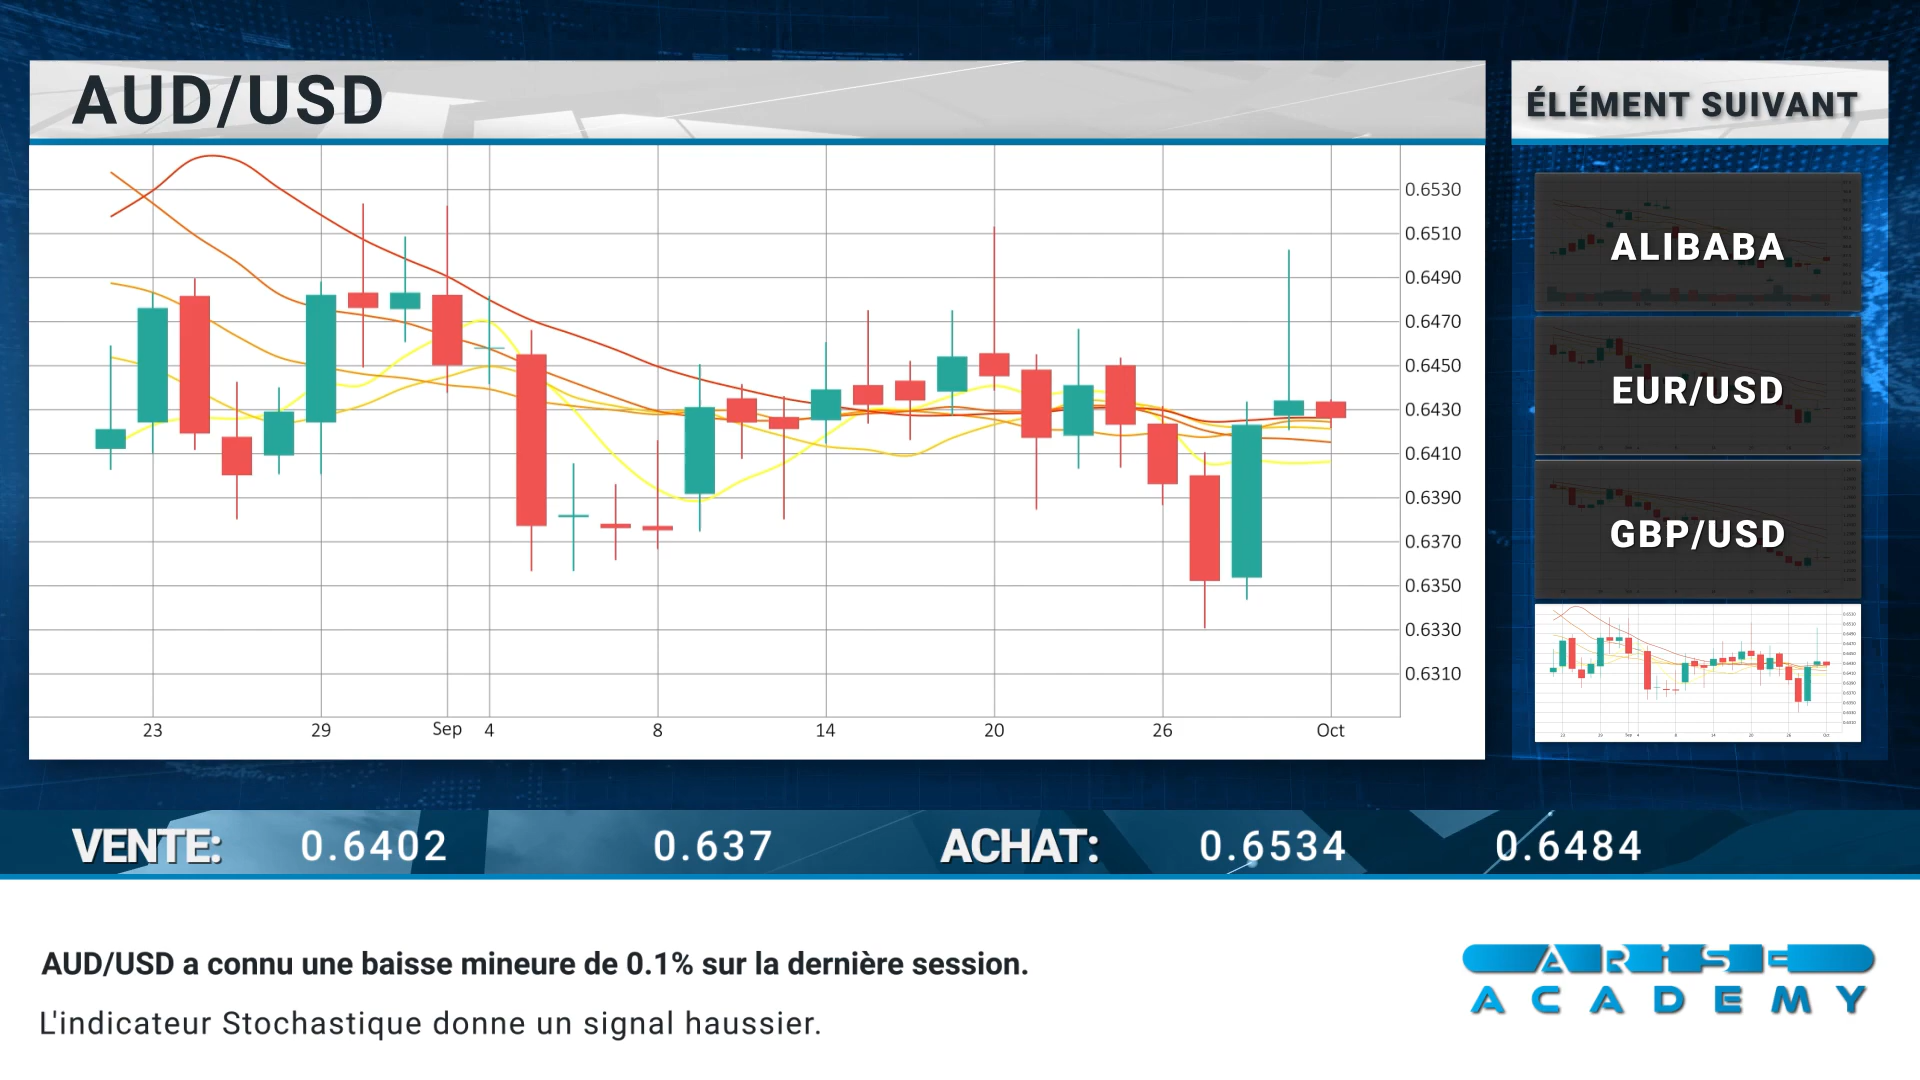 AUD/USD
ÉLÉMENT SUIVANT
0.6530
0.6510
0.6490
0.6470
0.6450
0.6430
0.6410
0.6390
0.6370
0.6350
0.6330
0.6310
23 29 Sep 4 8 14 20 26 Oct
ALIBABA
EUR/USD
GBP/USD
VENTE: 0.6402 0.637 ACHAT: 0.6534 0.6484
AUD/USD a connu une baisse mineure de 0.1% sur la dernière session.
L'indicateur Stochastique donne un signal haussier.
ARISE
ACADEMY